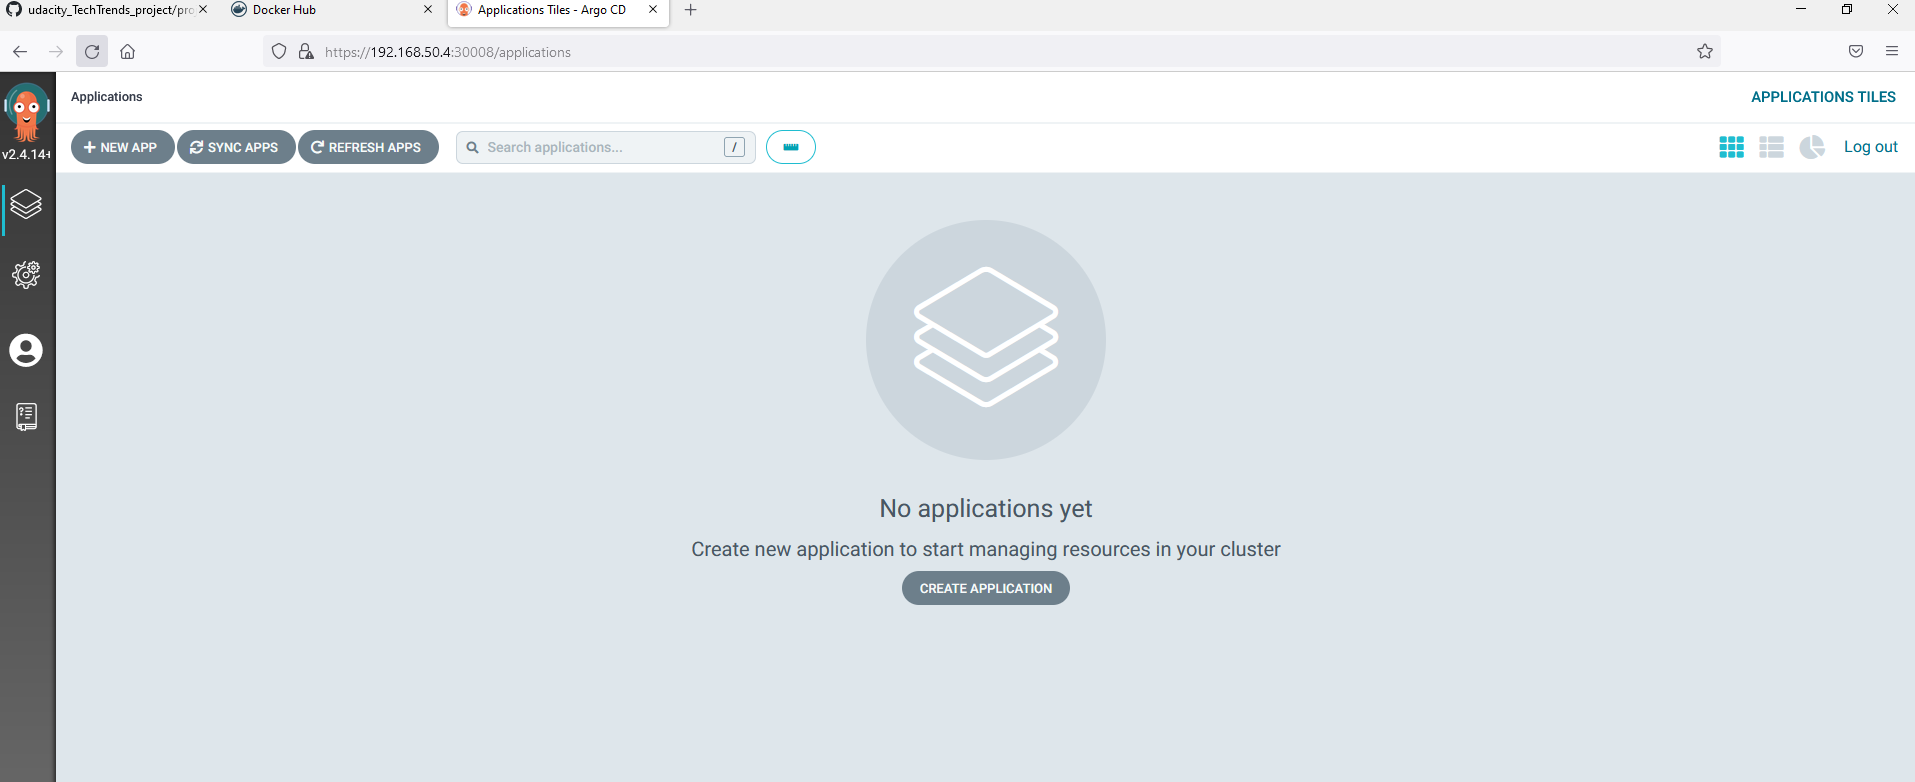 udacity_TechTrends_project/pro
Docker Hub
Applications Tiles - Argo CD
https://192.168.50.4:30008/applications
Applications
APPLICATIONS TILES
v2.4.14+
NEW APP
SYNC APPS
REFRESH APPS
Search applications...
/
Log out
No applications yet
Create new application to start managing resources in your cluster
CREATE APPLICATION